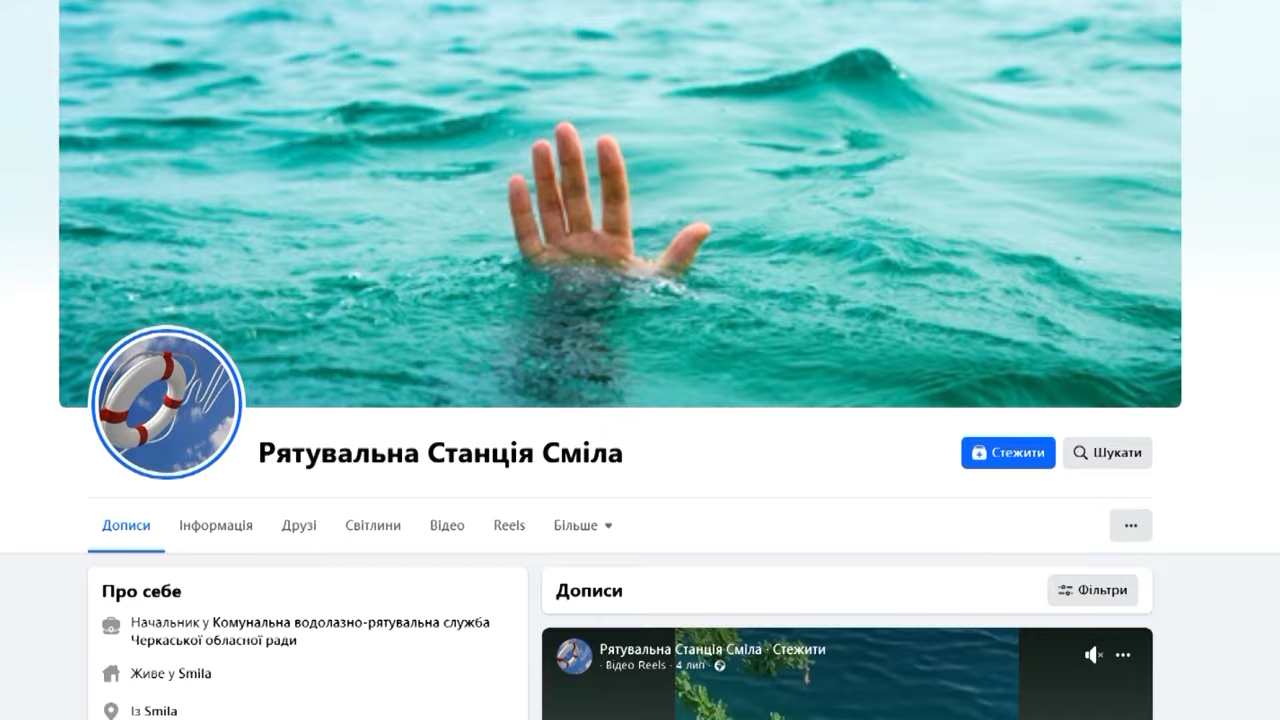 Рятувальна Станція Сміла
Стежити
Шукати
Дописи
Інформація
Друзі
Світлини
Відео
Reels
Більше
Про себе
Начальник у Комунальна водолазно-рятувальна служба
Черкаської обласної ради
Живе у Smila
Із Smila
Дописи
Фільтри
Рятувальна Станція Сміла · Стежити
· Відео Reels · 4 лип ·